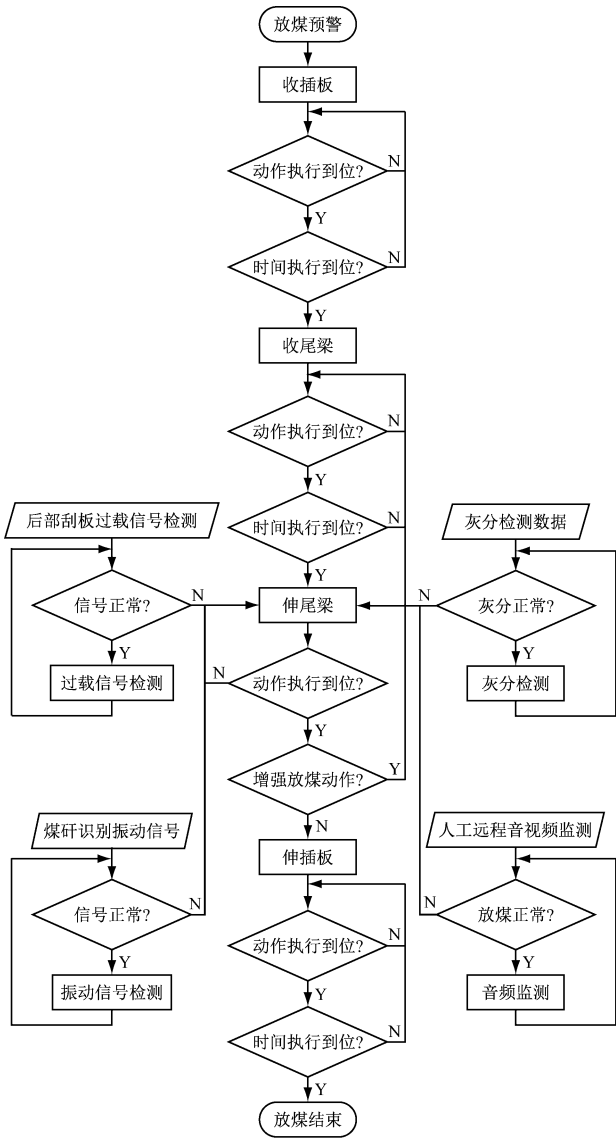 放煤预警
收插板
动作执行到位?
N
Y
时间执行到位?
N
Y
收尾梁
动作执行到位?
N
Y
后部刮板过载信号检测
时间执行到位?
N
灰分检测数据
Y
信号正常?
N
伸尾梁
N
灰分正常?
Y
Y
过载信号检测
N
动作执行到位?
灰分检测
Y
增强放煤动作?
Y
N
煤矸识别振动信号
人工远程音视频监测
伸插板
信号正常?
N
N
放煤正常?
Y
动作执行到位?
N
Y
振动信号检测
Y
音频监测
时间执行到位?
N
Y
放煤结束